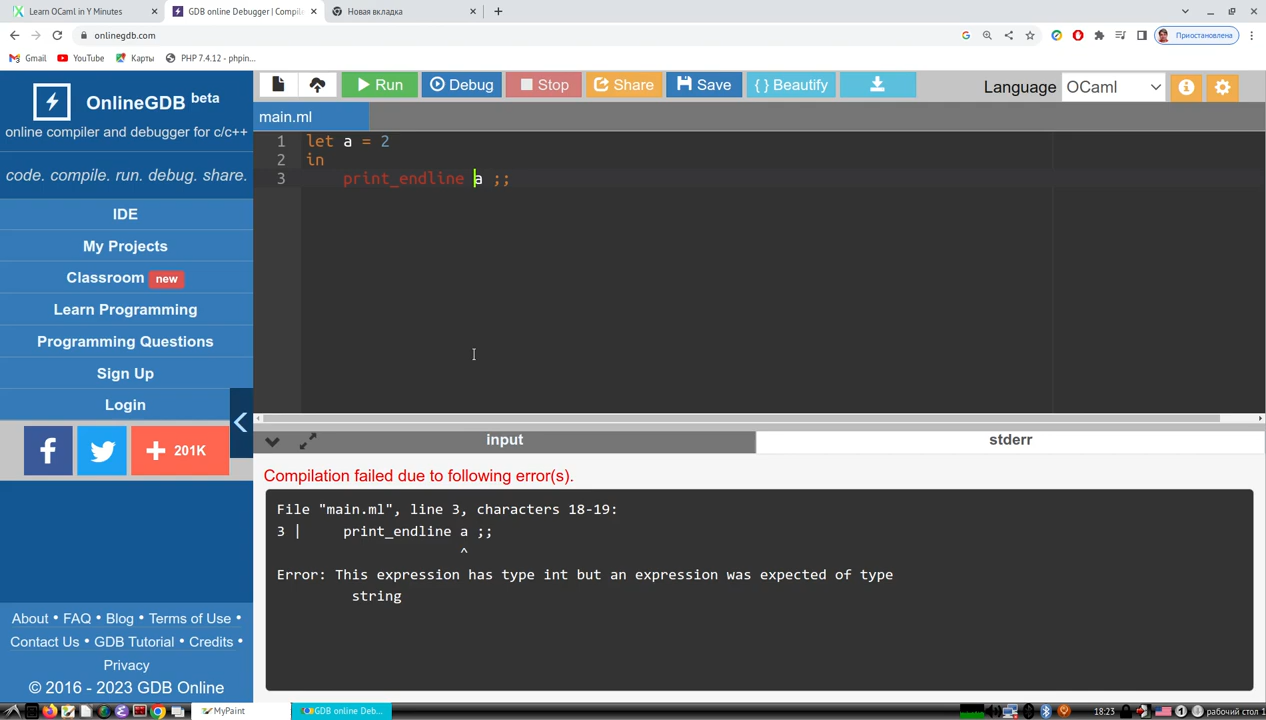 Learn OCaml in Y Minutes
GDB online Debugger | Compile
Новая вкладка
onlinegdb.com
Приостановлена
Gmail
YouTube
Карты
PHP 7.4.12 - phpin...
OnlineGDB beta
online compiler and debugger for c/c++
code. compile. run. debug. share.
IDE
My Projects
Classroom new
Learn Programming
Programming Questions
Sign Up
Login
201K
About • FAQ • Blog • Terms of Use •
Contact Us • GDB Tutorial • Credits •
Privacy
© 2016 - 2023 GDB Online
Run
Debug
Stop
Share
Save
{ } Beautify
Language OCaml
main.ml
1 let a = 2
2 in
3 print_endline a ;;
input
stderr
Compilation failed due to following error(s).
File "main.ml", line 3, characters 18-19:
3 | print_endline a ;;
^
Error: This expression has type int but an expression was expected of type
string
MyPaint
GDB online Deb...
18:23
рабочий стол 1